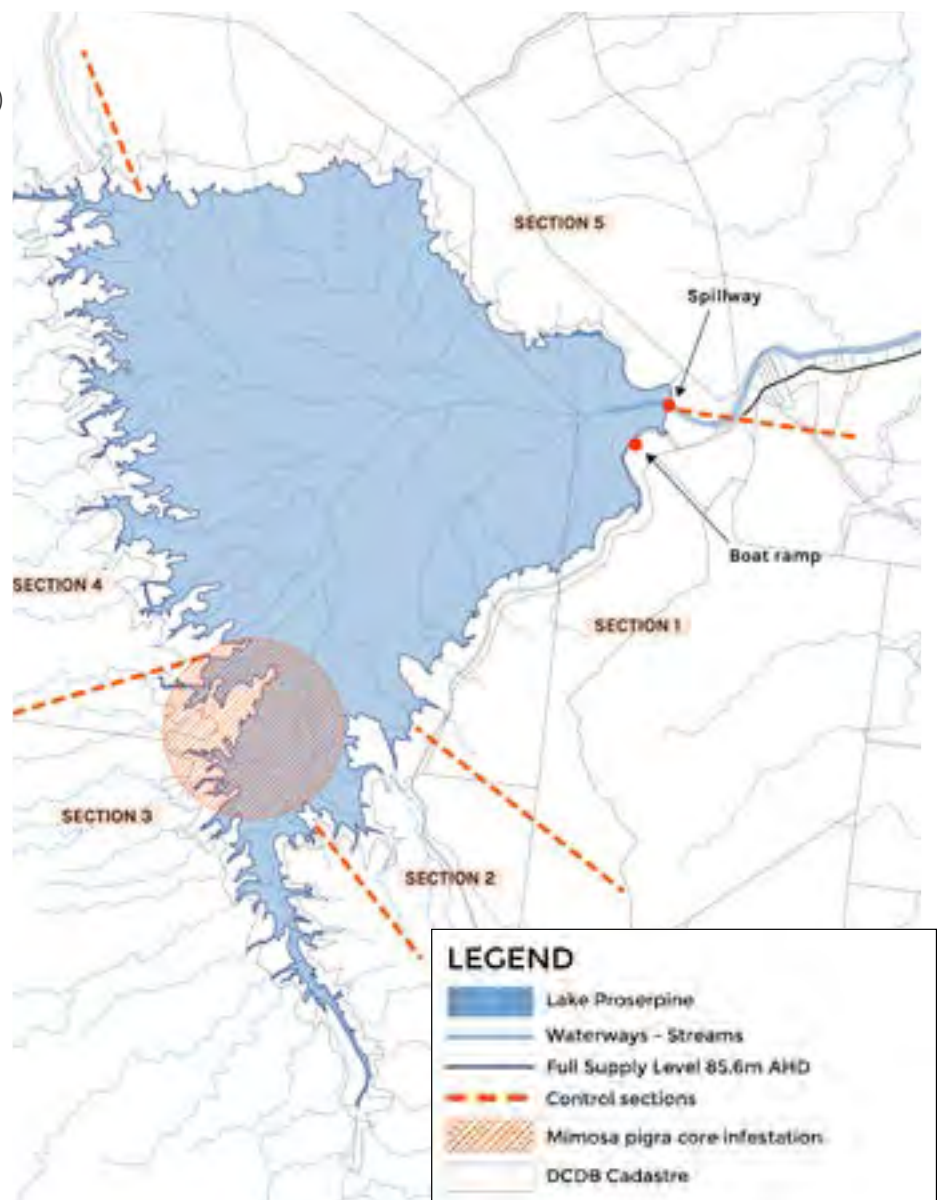 )
SECTION 5
Spillway
Boat ramp
SECTION 4
SECTION 1
SECTION 3
SECTION 2
LEGEND
Lake Proserpine
Waterways - Streams
Full Supply Level 85.6m AHD
Control sections
Mimosa pigra core infestation
DCDB Cadastre